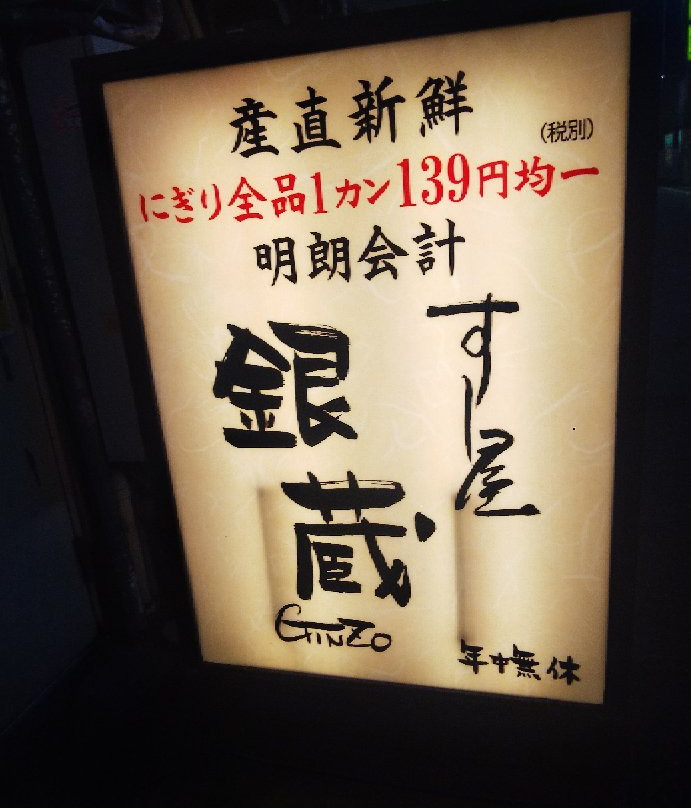 産直新鮮
(税別)
にぎり全品1カン139円均一
明朗会計
すし屋
銀蔵
GINZO
年中無休